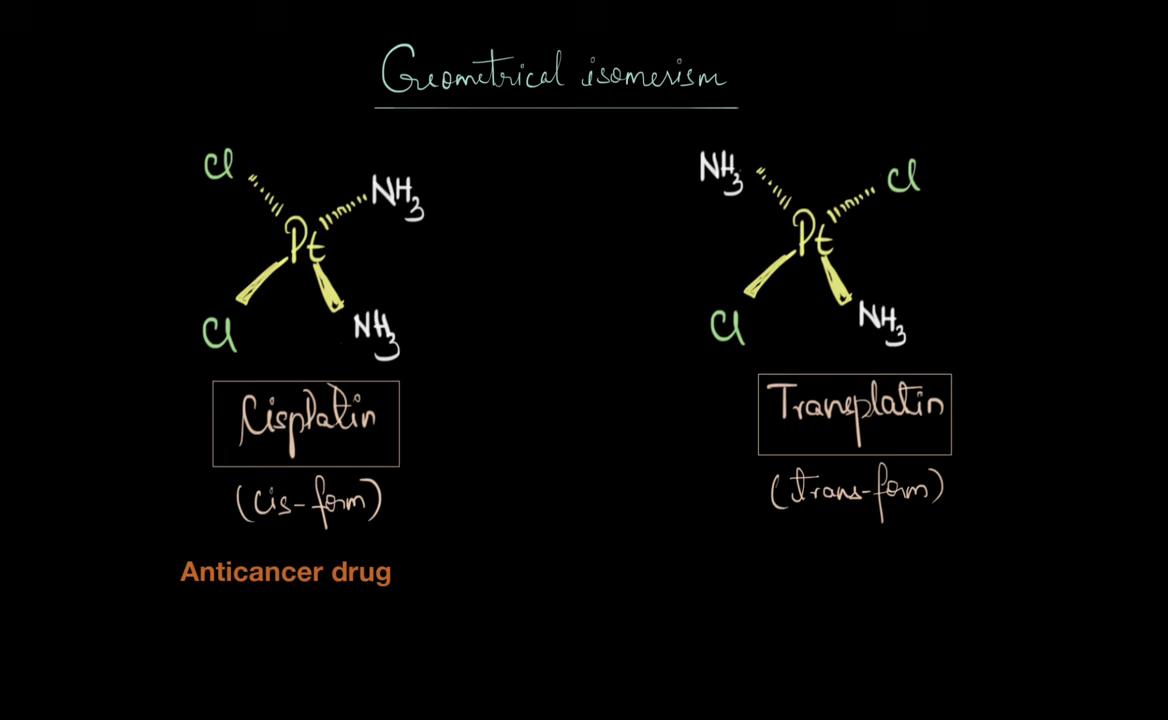 Geometrical isomerism
Cl NH3
Pt
Cl NH3
Cisplatin
(cis-form)
Anticancer drug
NH3 Cl
Pt
Cl NH3
Transplatin
(trans-form)